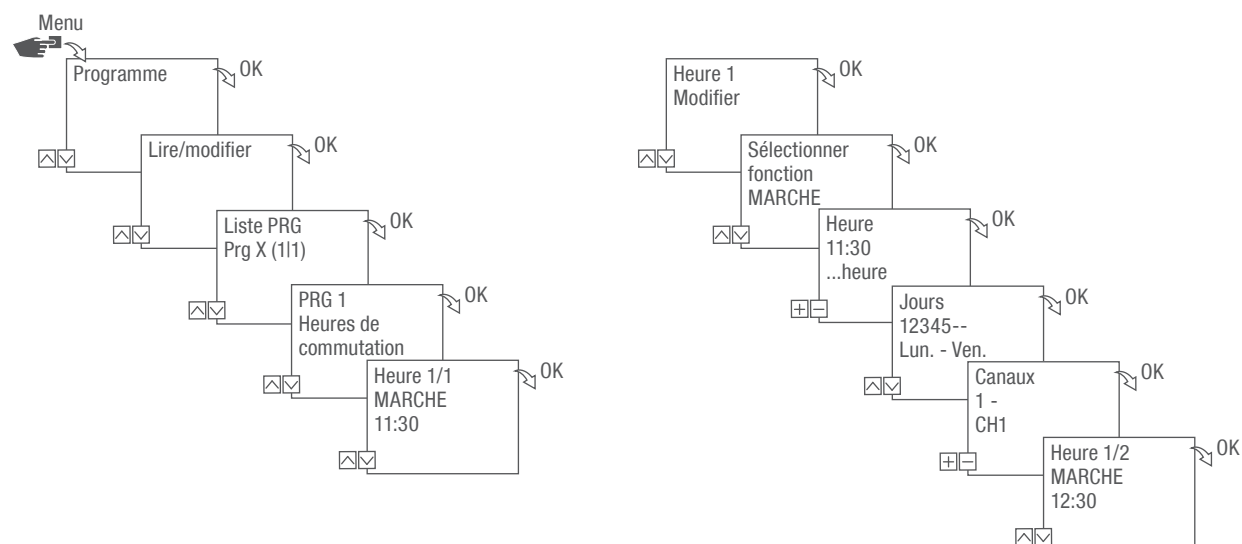 Menu
Programme
OK
Lire/modifier
OK
Liste PRG
Prg X (1|1)
OK
PRG 1
Heures de
commutation
OK
Heure 1/1
MARCHE
11:30
OK
Heure 1
Modifier
OK
Sélectionner
fonction
MARCHE
OK
Heure
11:30
...heure
OK
Jours
12345--
Lun. - Ven.
OK
Canaux
1 -
CH1
OK
Heure 1/2
MARCHE
12:30
OK